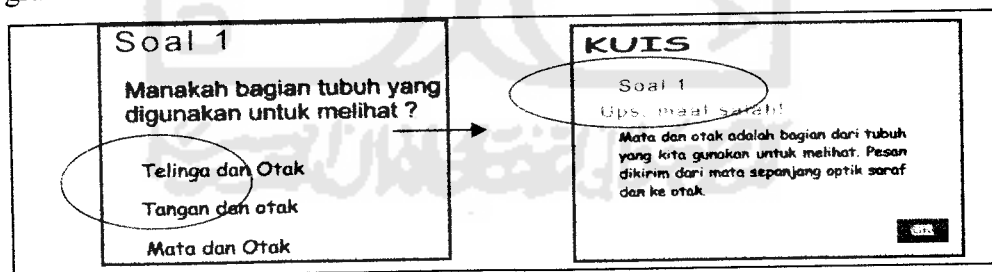 Soal 1
Manakah bagian tubuh yang
digunakan untuk melihat ?
Telinga dan Otak
Tangan dan otak
Mata dan Otak
KUIS
Soal 1
Ups, maaf salah!
Mata dan otak adalah bagian dari tubuh
yang kita gunakan untuk melihat. Pesan
dikirim dari mata sepanjang optik saraf
dan ke otak.